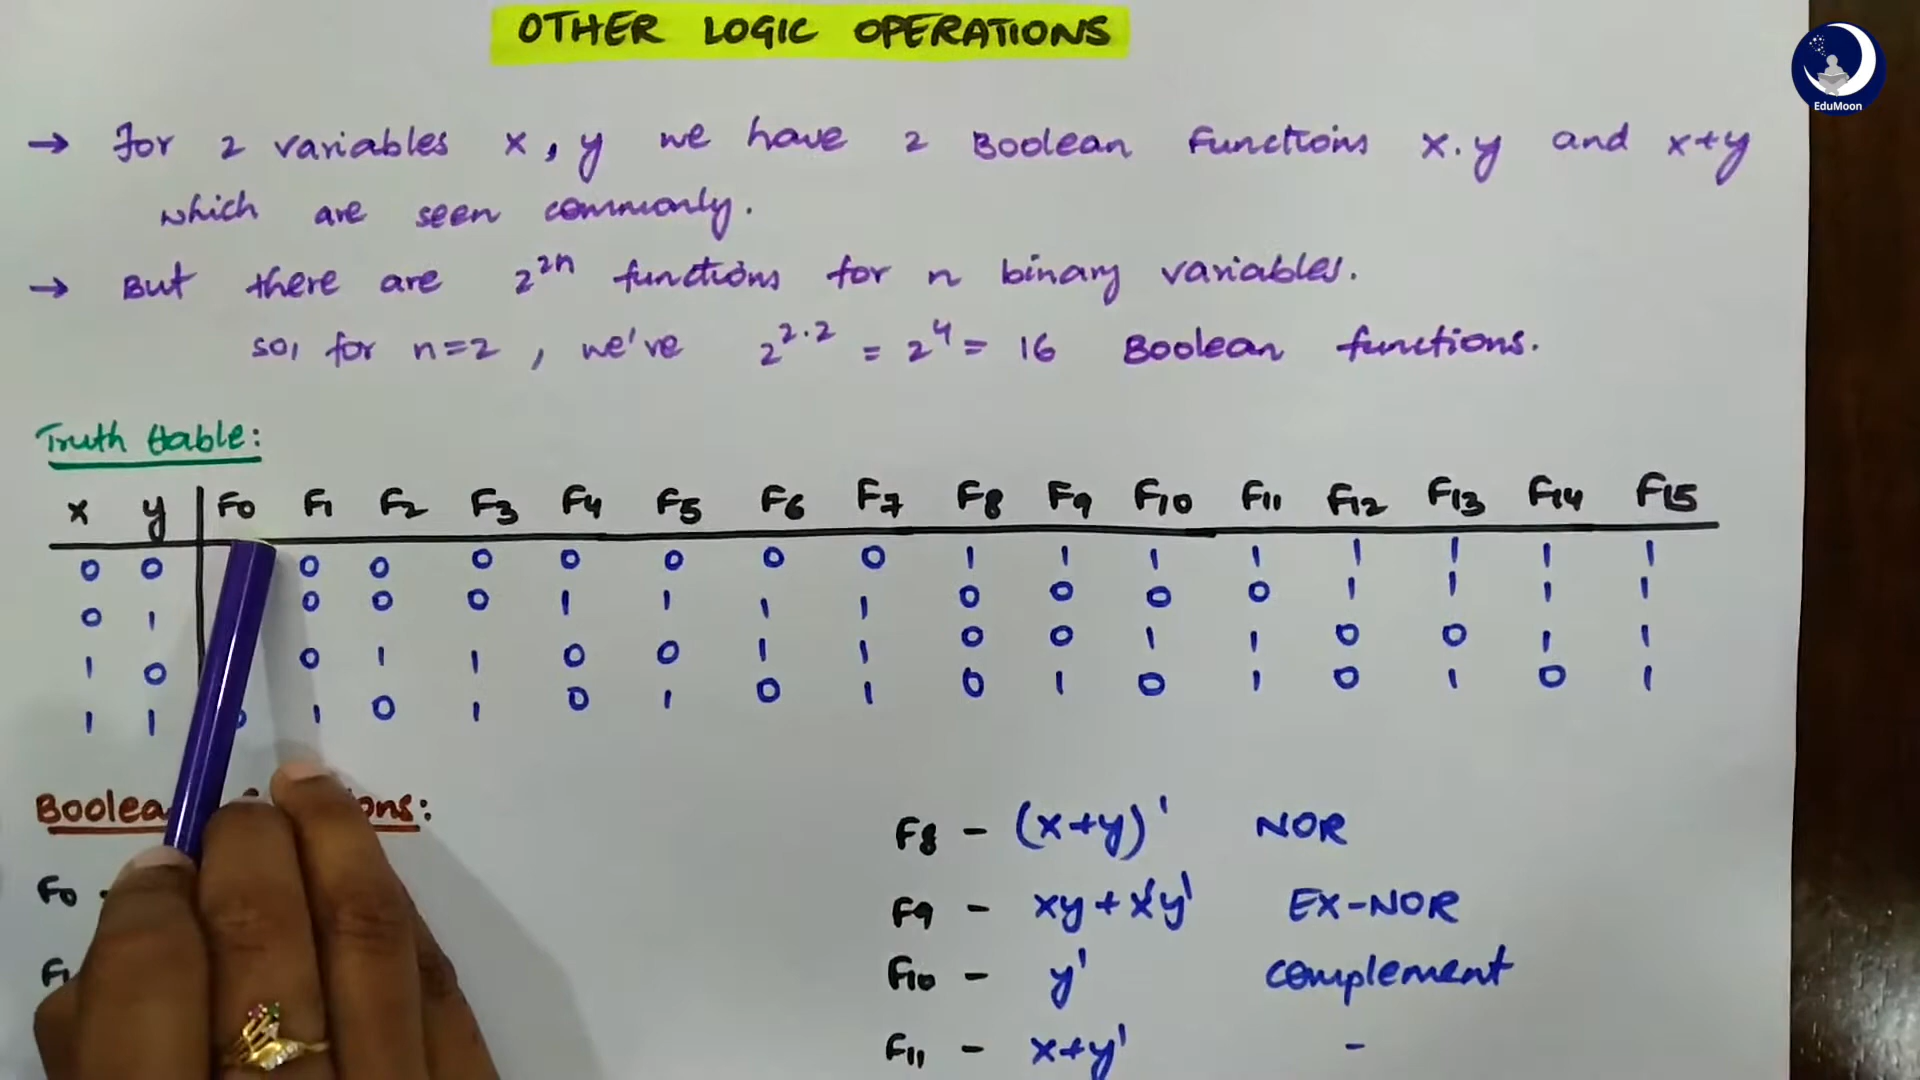 OTHER LOGIC OPERATIONS
EduMoon
→ For 2 variables x, y we have 2 Boolean Functions x.y and x+y
which are seen commonly.
→ But there are 2^2n functions for n binary variables.
so, for n=2, we've 2^2.2 = 2^4 = 16 Boolean functions.
Truth table:
x y F0 F1 F2 F3 F4 F5 F6 F7 F8 F9 F10 F11 F12 F13 F14 F15
0 0 0 0 0 0 0 0 0 1 1 1 1 1 1 1 1
0 1 0 0 0 1 1 1 1 0 0 0 0 1 1 1 1
1 0 0 1 1 0 0 1 1 0 0 1 1 0 0 1 1
1 1 0 1 0 1 0 1 0 1 0 1 0 1 0 1 0 1
Boolea ons:
F8 - (x+y)' NOR
F0 -
F9 - xy+x'y' EX-NOR
F1
F10 - y' complement
F11 - x+y' -